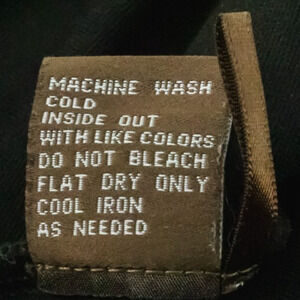 MACHINE WASH
COLD
INSIDE OUT
WITH LIKE COLORS
DO NOT BLEACH
FLAT DRY ONLY
COOL IRON
AS NEEDED